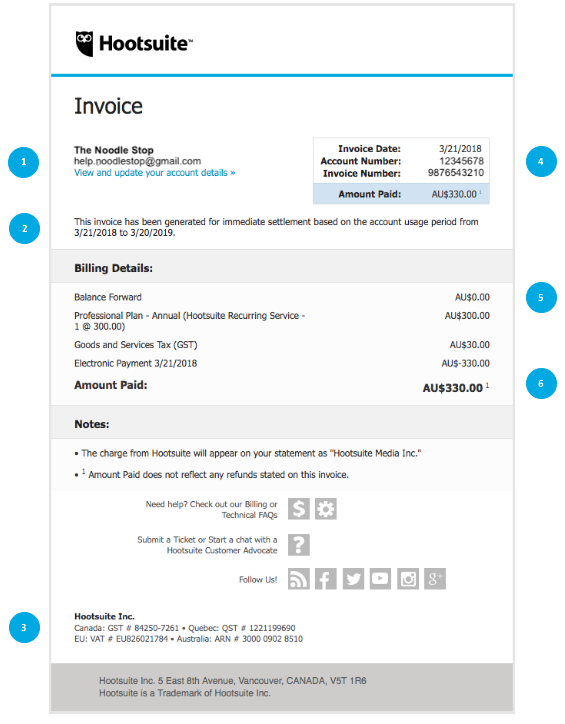 Hootsuite™
Invoice
The Noodle Stop
help.noodlestop@gmail.com
View and update your account details »
Invoice Date: 3/21/2018
Account Number: 12345678
Invoice Number: 9876543210
Amount Paid: AU$330.00 ¹
1
4
2
This invoice has been generated for immediate settlement based on the account usage period from
3/21/2018 to 3/20/2019.
Billing Details:
Balance Forward AU$0.00
5
Professional Plan - Annual (Hootsuite Recurring Service - AU$300.00
1 @ 300.00)
Goods and Services Tax (GST) AU$30.00
Electronic Payment 3/21/2018 AU$-330.00
Amount Paid: AU$330.00 ¹
6
Notes:
• The charge from Hootsuite will appear on your statement as "Hootsuite Media Inc."
• ¹ Amount Paid does not reflect any refunds stated on this invoice.
Need help? Check out our Billing or
Technical FAQs
$
Submit a Ticket or Start a chat with a
Hootsuite Customer Advocate
?
Follow Us!
f
g+
Hootsuite Inc.
3
Canada: GST # 84250-7261 • Quebec: QST # 1221199690
EU: VAT # EU826021784 • Australia: ARN # 3000 0902 8510
Hootsuite Inc. 5 East 8th Avenue, Vancouver, CANADA, V5T 1R6
Hootsuite is a Trademark of Hootsuite Inc.